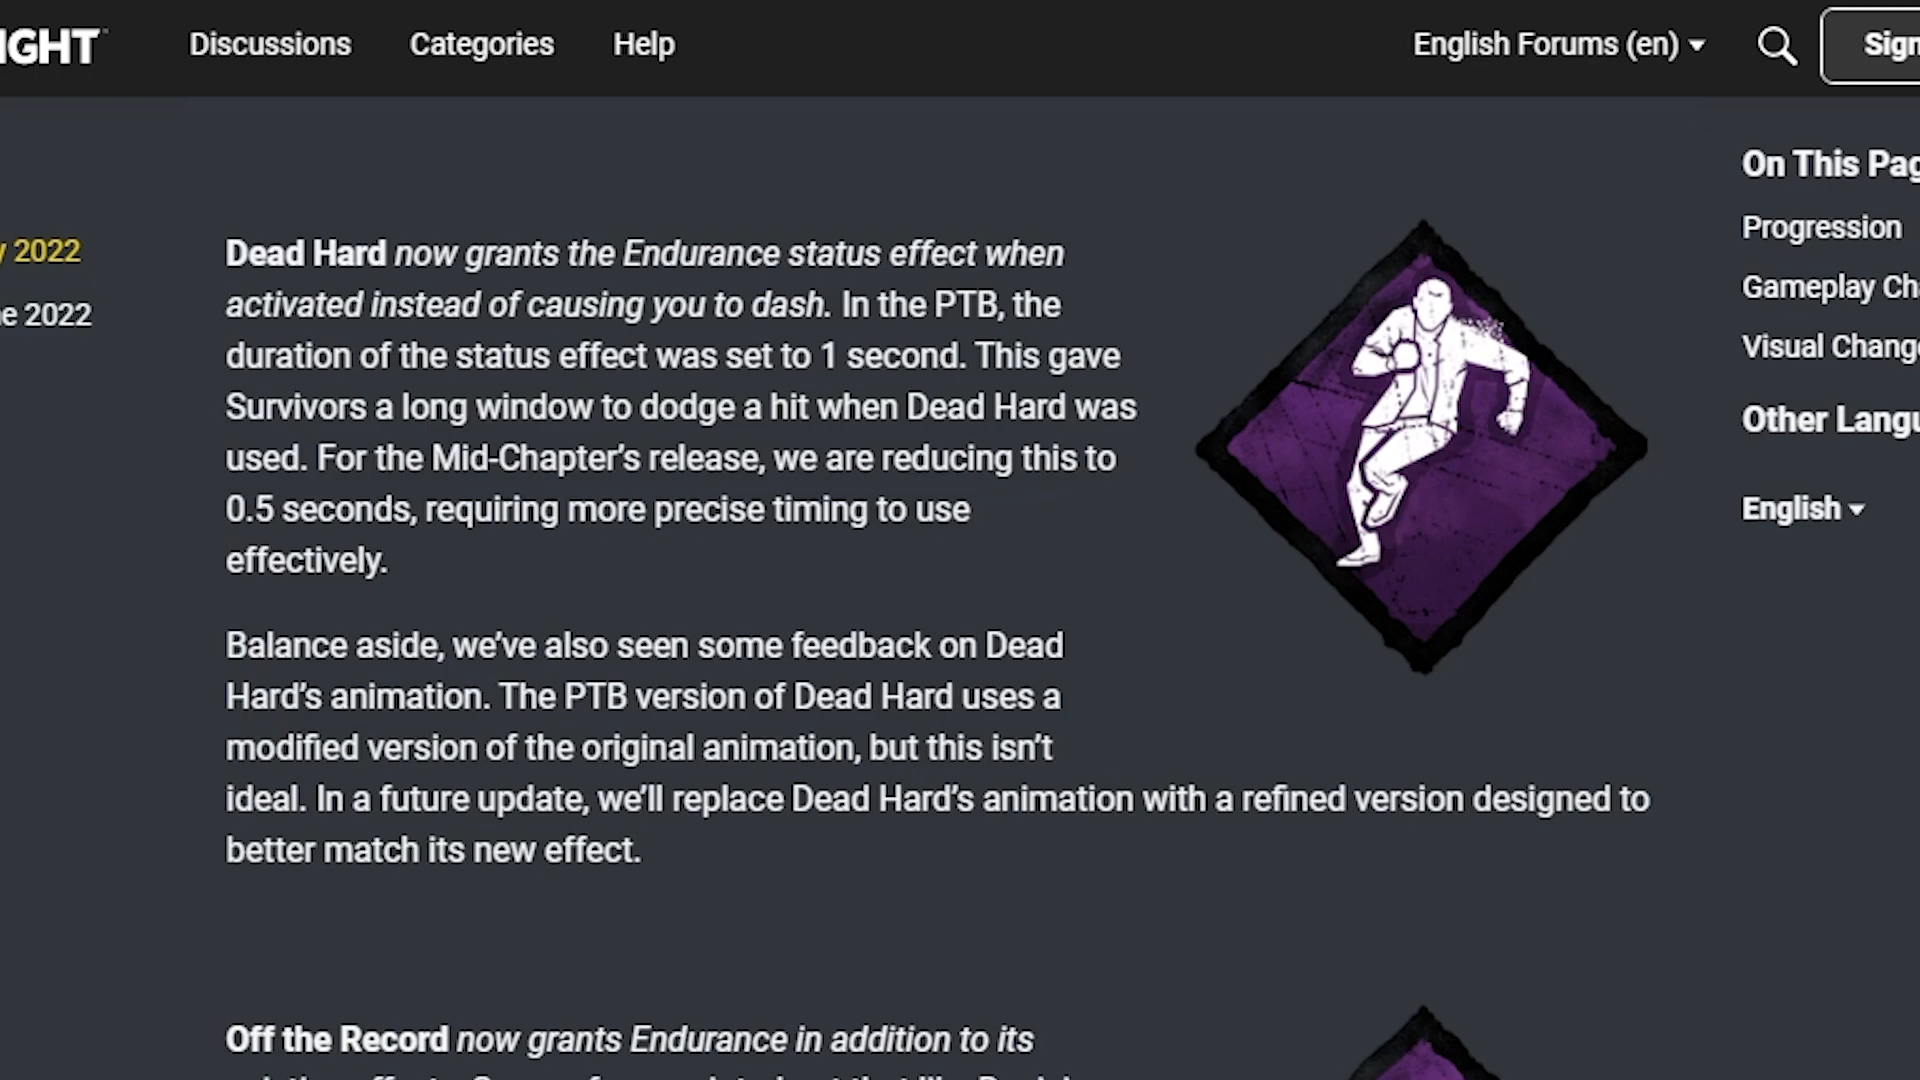 IGHT
Discussions
Categories
Help
English Forums (en)
Sign
y 2022
e 2022
Dead Hard now grants the Endurance status effect when
activated instead of causing you to dash. In the PTB, the
duration of the status effect was set to 1 second. This gave
Survivors a long window to dodge a hit when Dead Hard was
used. For the Mid-Chapter’s release, we are reducing this to
0.5 seconds, requiring more precise timing to use
effectively.
Balance aside, we’ve also seen some feedback on Dead
Hard’s animation. The PTB version of Dead Hard uses a
modified version of the original animation, but this isn’t
ideal. In a future update, we’ll replace Dead Hard’s animation with a refined version designed to
better match its new effect.
Off the Record now grants Endurance in addition to its
On This Pag
Progression
Gameplay Ch
Visual Change
Other Langu
English